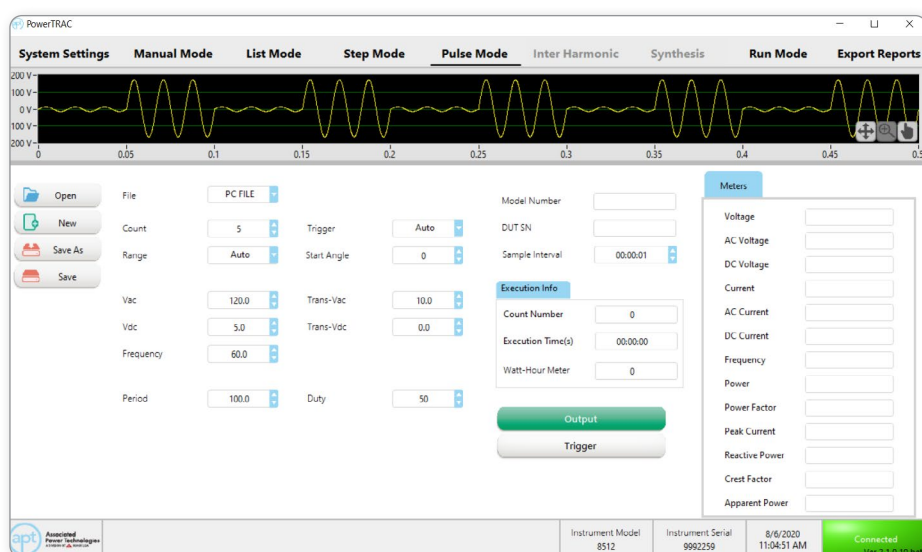 apt PowerTRAC
System Settings Manual Mode List Mode Step Mode Pulse Mode Inter Harmonic Synthesis Run Mode Export Reports
200 V
100 V
0 V
100 V
200 V
0 0.05 0.1 0.15 0.2 0.25 0.3 0.35 0.4 0.45 0.5
Open
New
Save As
Save
File PC FILE
Count 5 Trigger Auto
Range Auto Start Angle 0
Vac 120.0 Trans-Vac 10.0
Vdc 5.0 Trans-Vdc 0.0
Frequency 60.0
Period 100.0 Duty 50
Model Number
DUT SN
Sample Interval 00:00:01
Execution Info
Count Number 0
Execution Time(s) 00:00:00
Watt-Hour Meter 0
Output
Trigger
Meters
Voltage
AC Voltage
DC Voltage
Current
AC Current
DC Current
Frequency
Power
Power Factor
Peak Current
Reactive Power
Crest Factor
Apparent Power
apt Associated
Power Technologies
Instrument Model
8512
Instrument Serial
9992259
8/6/2020
11:04:51 AM
Connected